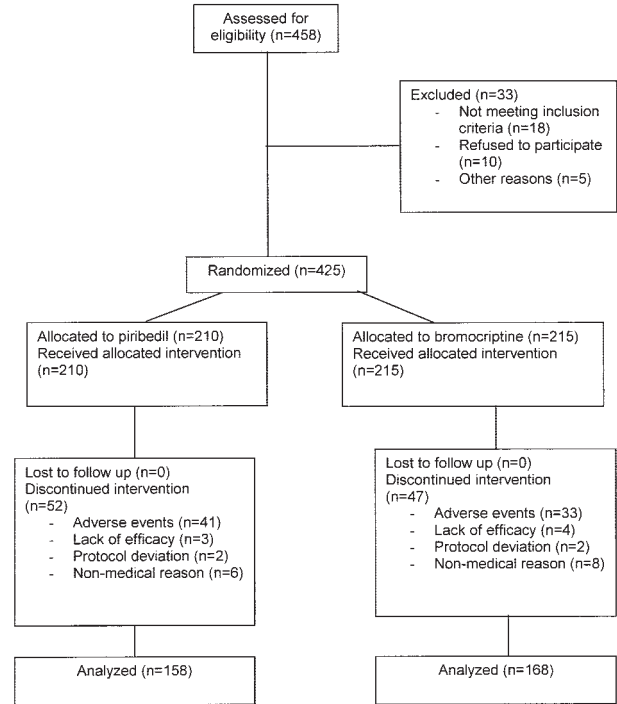 Assessed for
eligibility (n=458)
Excluded (n=33)
- Not meeting inclusion
criteria (n=18)
- Refused to participate
(n=10)
- Other reasons (n=5)
Randomized (n=425)
Allocated to piribedil (n=210)
Received allocated intervention
(n=210)
Allocated to bromocriptine (n=215)
Received allocated intervention
(n=215)
Lost to follow up (n=0)
Discontinued intervention
(n=52)
- Adverse events (n=41)
- Lack of efficacy (n=3)
- Protocol deviation (n=2)
- Non-medical reason (n=6)
Lost to follow up (n=0)
Discontinued intervention
(n=47)
- Adverse events (n=33)
- Lack of efficacy (n=4)
- Protocol deviation (n=2)
- Non-medical reason (n=8)
Analyzed (n=158)
Analyzed (n=168)